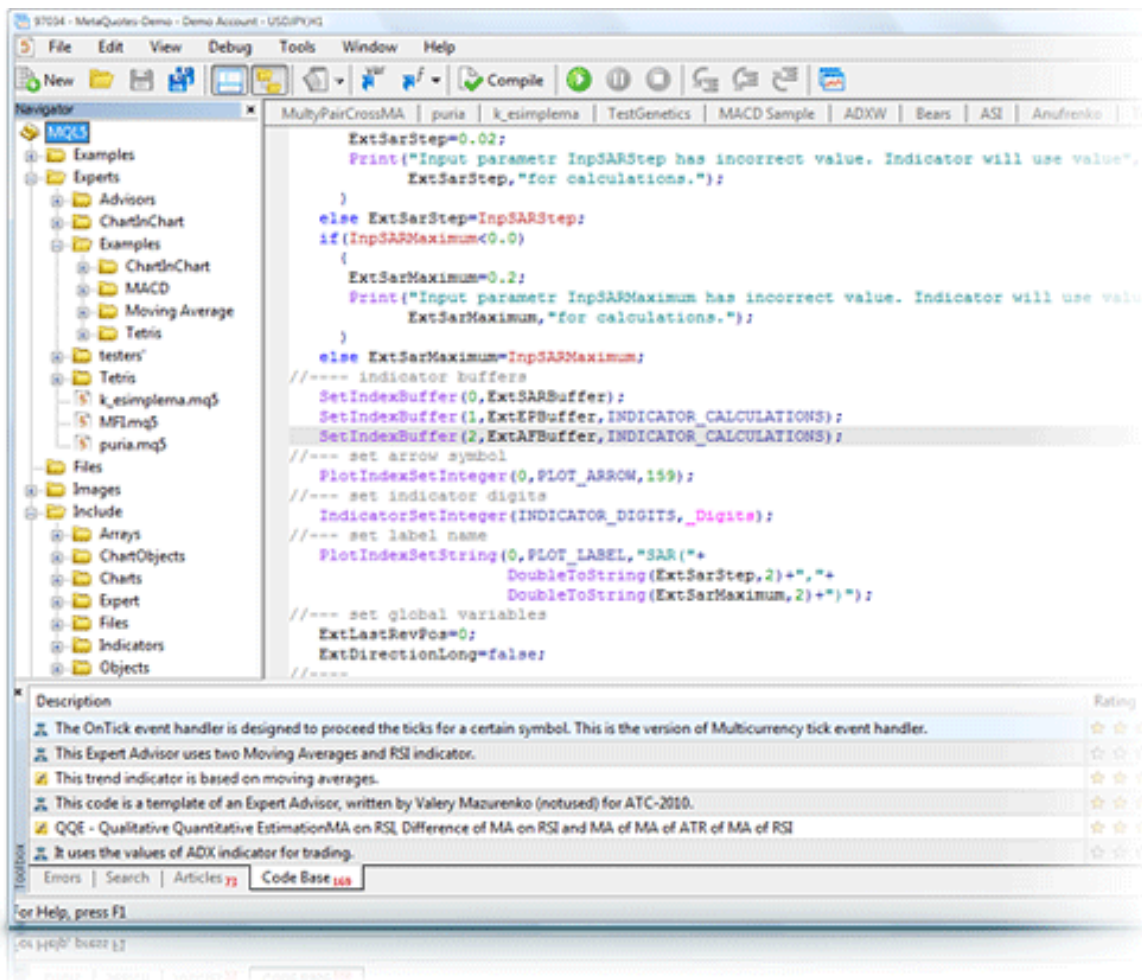 97034 - MetaQuotes-Demo - Demo Account - USDJPY,H1
File Edit View Debug Tools Window Help
New Compile
Navigator
MQL5
Examples
Experts
Advisors
ChartInChart
Examples
ChartInChart
MACD
Moving Average
Tetris
testers'
Tetris
k_esimplema.mq5
MFI.mq5
puria.mq5
Files
Images
Include
Arrays
ChartObjects
Charts
Expert
Files
Indicators
Objects
MultyPairCrossMA | puria | k_esimplema | TestGenetics | MACD Sample | ADXW | Bears | ASI | Anufrenko
ExtSarStep=0.02;
Print("Input parametr InpSARStep has incorrect value. Indicator will use value",
ExtSarStep,"for calculations.");
}
else ExtSarStep=InpSARStep;
if(InpSARMaximum<0.0)
{
ExtSarMaximum=0.2;
Print("Input parametr InpSARMaximum has incorrect value. Indicator will use valu
ExtSarMaximum,"for calculations.");
}
else ExtSarMaximum=InpSARMaximum;
//---- indicator buffers
SetIndexBuffer(0,ExtSARBuffer);
SetIndexBuffer(1,ExtEPBuffer,INDICATOR_CALCULATIONS);
SetIndexBuffer(2,ExtAFBuffer,INDICATOR_CALCULATIONS);
//--- set arrow symbol
PlotIndexSetInteger(0,PLOT_ARROW,159);
//--- set indicator digits
IndicatorSetInteger(INDICATOR_DIGITS,_Digits);
//--- set label name
PlotIndexSetString(0,PLOT_LABEL,"SAR("+
DoubleToString(ExtSarStep,2)+","+
DoubleToString(ExtSarMaximum,2)+")");
//--- set global variables
ExtLastRevPos=0;
ExtDirectionLong=false;
//----
Description Rating
The OnTick event handler is designed to proceed the ticks for a certain symbol. This is the version of Multicurrency tick event handler.
This Expert Advisor uses two Moving Averages and RSI indicator.
This trend indicator is based on moving averages.
This code is a template of an Expert Advisor, written by Valery Mazurenko (notused) for ATC-2010.
QQE - Qualitative Quantitative EstimationMA on RSI, Difference of MA on RSI and MA of MA of ATR of MA of RSI
It uses the values of ADX indicator for trading.
Toolbox
Errors | Search | Articles 73 | Code Base 168
For Help, press F1